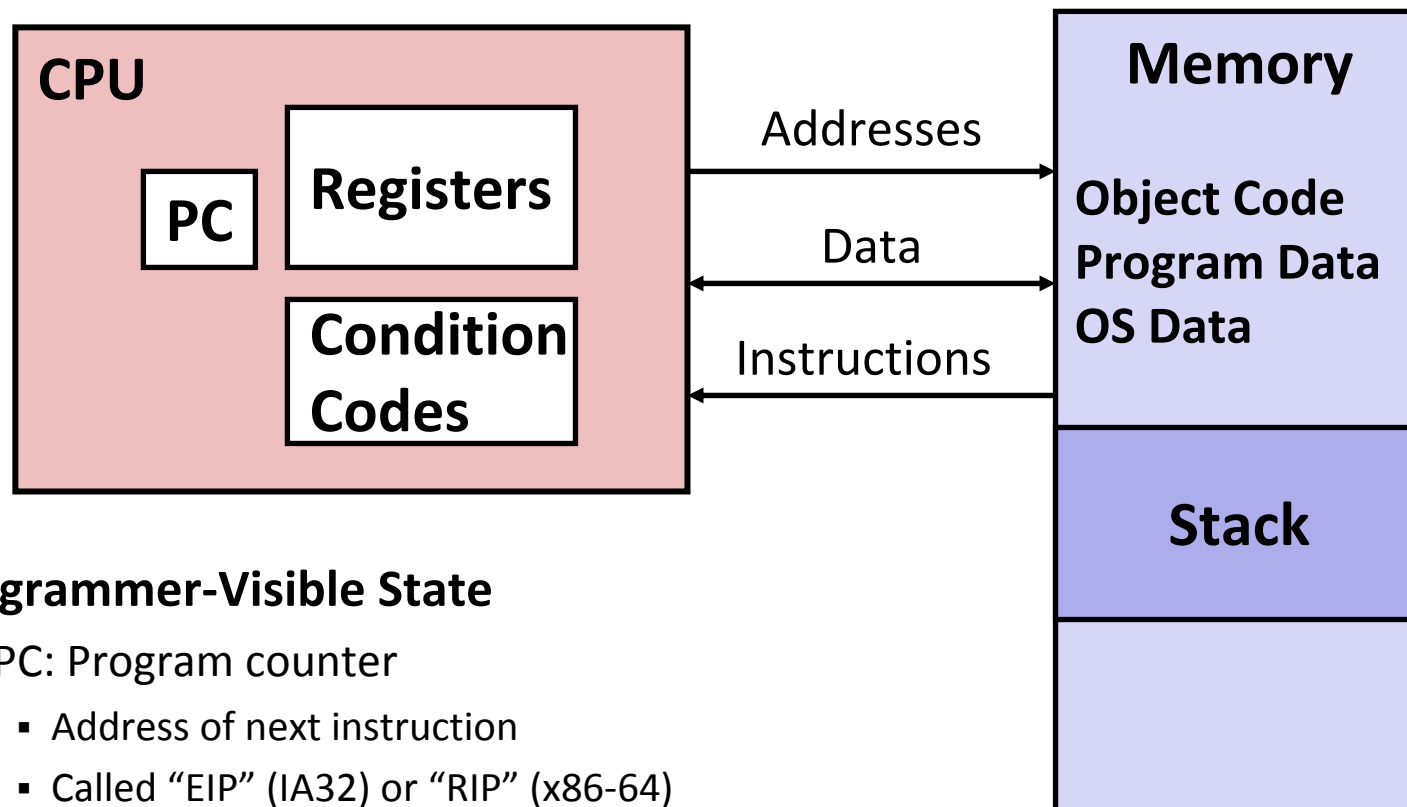 CPU
PC
Registers
Condition
Codes
Addresses
Data
Instructions
Memory
Object Code
Program Data
OS Data
Stack
grammer-Visible State
PC: Program counter
▪ Address of next instruction
▪ Called “EIP” (IA32) or “RIP” (x86-64)